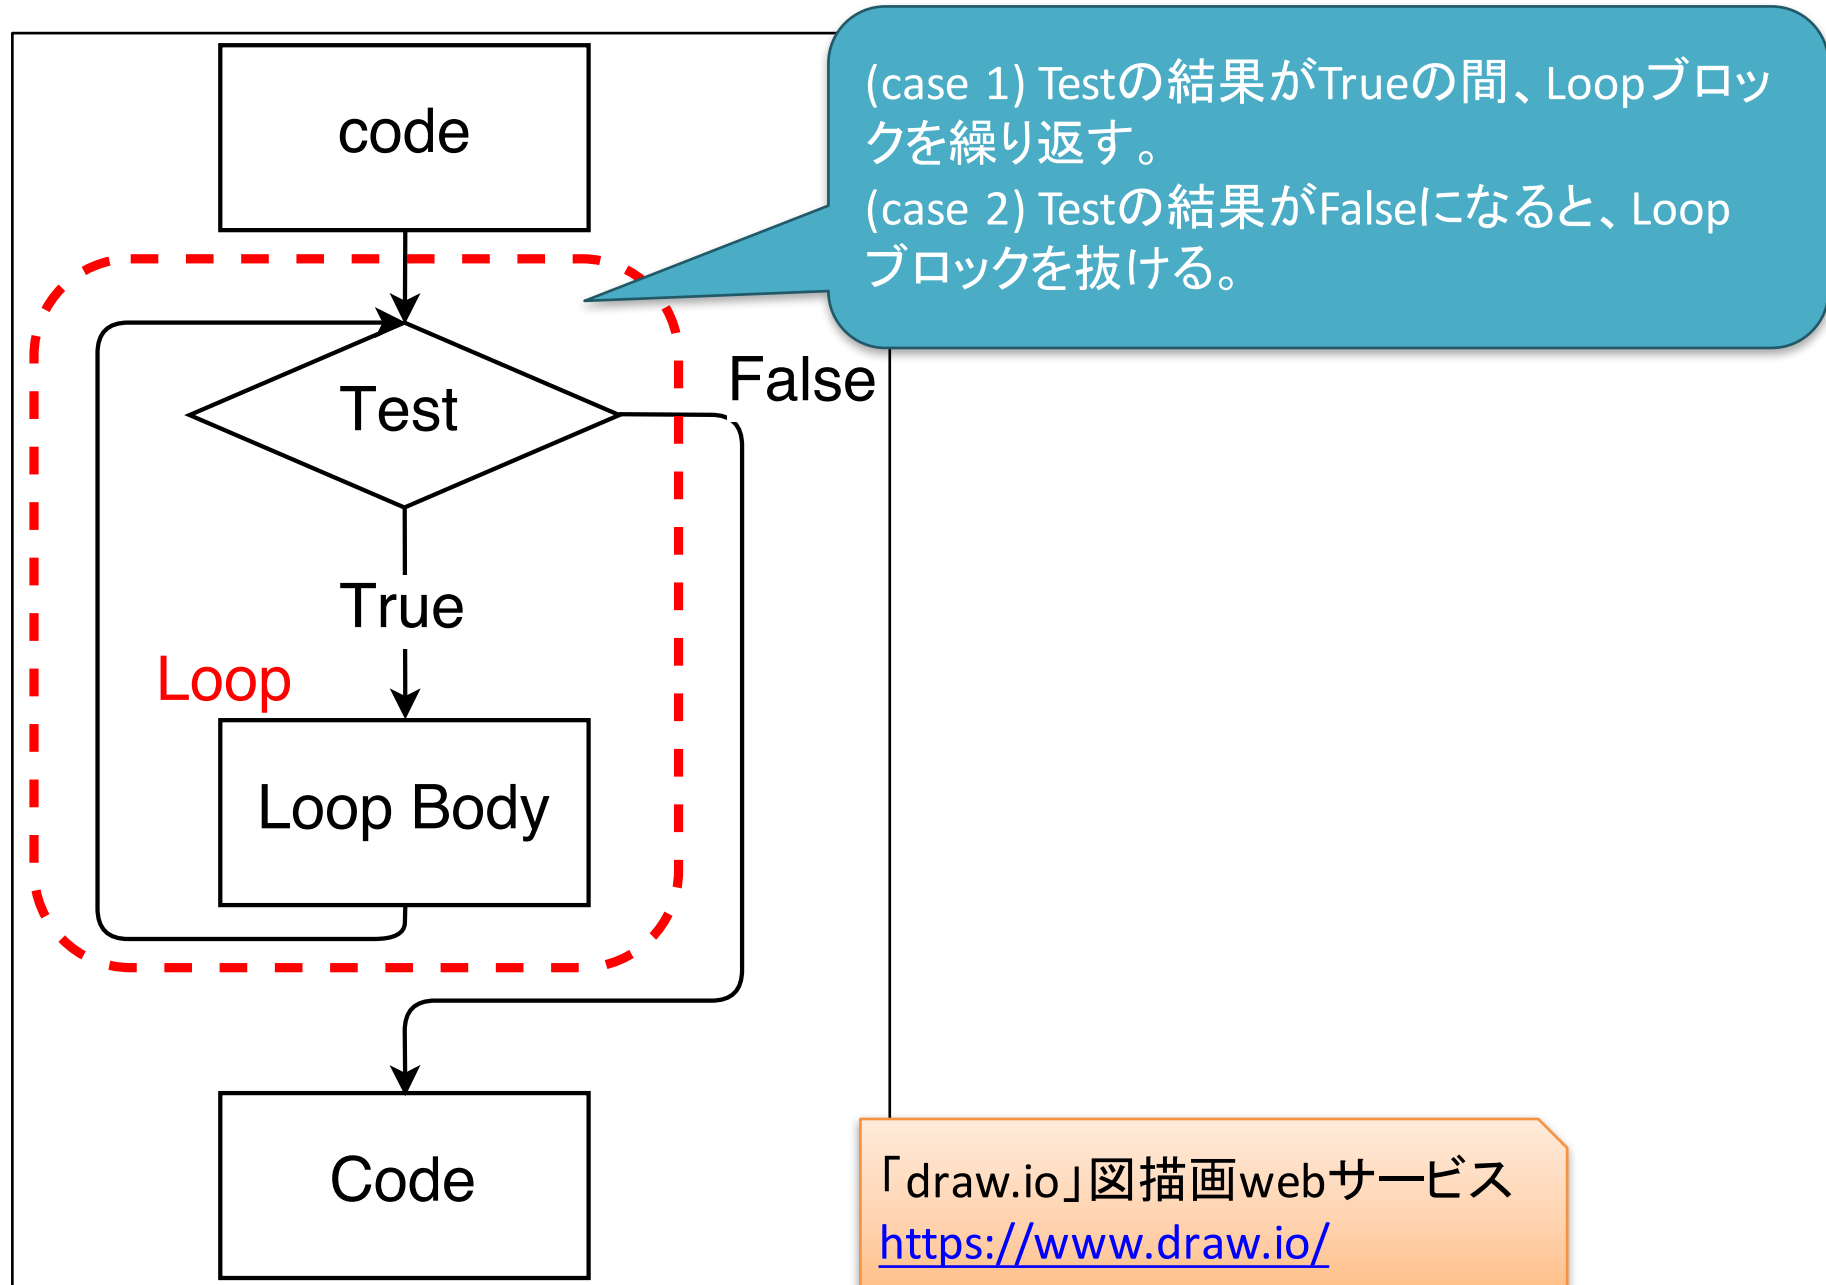 code
(case 1) Testの結果がTrueの間、Loopブロッ
クを繰り返す。
(case 2) Testの結果がFalseになると、Loop
ブロックを抜ける。
False
Test
True
Loop
Loop Body
Code
「draw.io」図描画webサービス
https://www.draw.io/